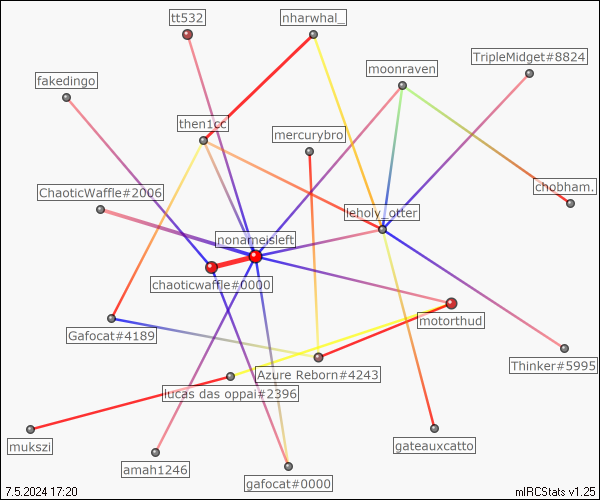 tt532
nharwhal_
moonraven
TripleMidget#8824
fakedingo
then1cc
mercurybro
chobham.
ChaoticWaffle#2006
leholy_otter
nonameisleft
chaoticwaffle#0000
Gafocat#4189
motorthud
Azure Reborn#4243
Thinker#5995
lucas das oppai#2396
mukszi
gateauxcatto
amah1246
gafocat#0000
7.5.2024 17:20
mIRCStats v1.25